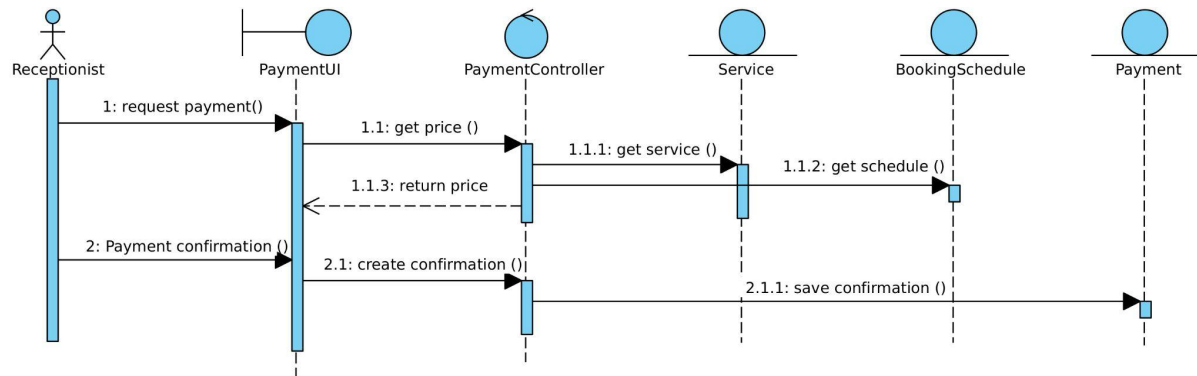 Receptionist
PaymentUI
PaymentController
Service
BookingSchedule
Payment
1: request payment()
1.1: get price ()
1.1.1: get service ()
1.1.2: get schedule ()
1.1.3: return price
2: Payment confirmation ()
2.1: create confirmation ()
2.1.1: save confirmation ()